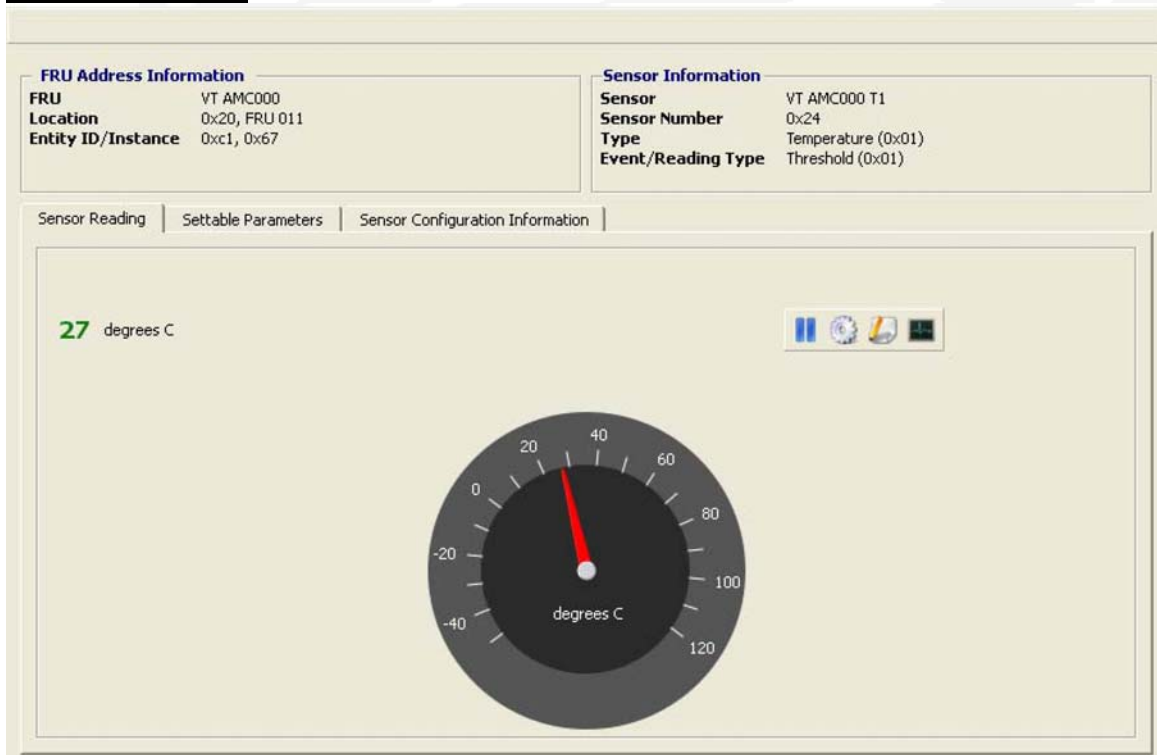 FRU Address Information
FRU VT AMC000
Location 0x20, FRU 011
Entity ID/Instance 0xc1, 0x67
Sensor Information
Sensor VT AMC000 T1
Sensor Number 0x24
Type Temperature (0x01)
Event/Reading Type Threshold (0x01)
Sensor Reading Settable Parameters Sensor Configuration Information
27 degrees C
-40
-20
0
20
40
60
80
100
120
degrees C